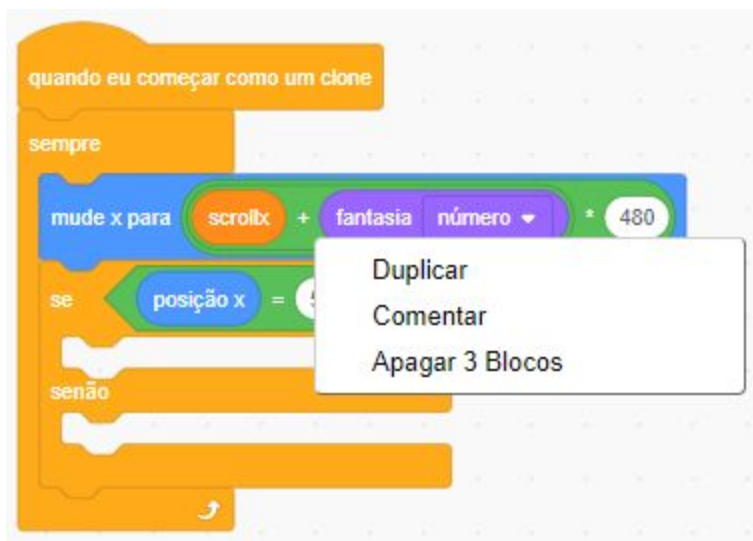 quando eu começar como um clone
sempre
mude x para scrollx + fantasia número * 480
se posição x =
Duplicar
Comentar
Apagar 3 Blocos
senão